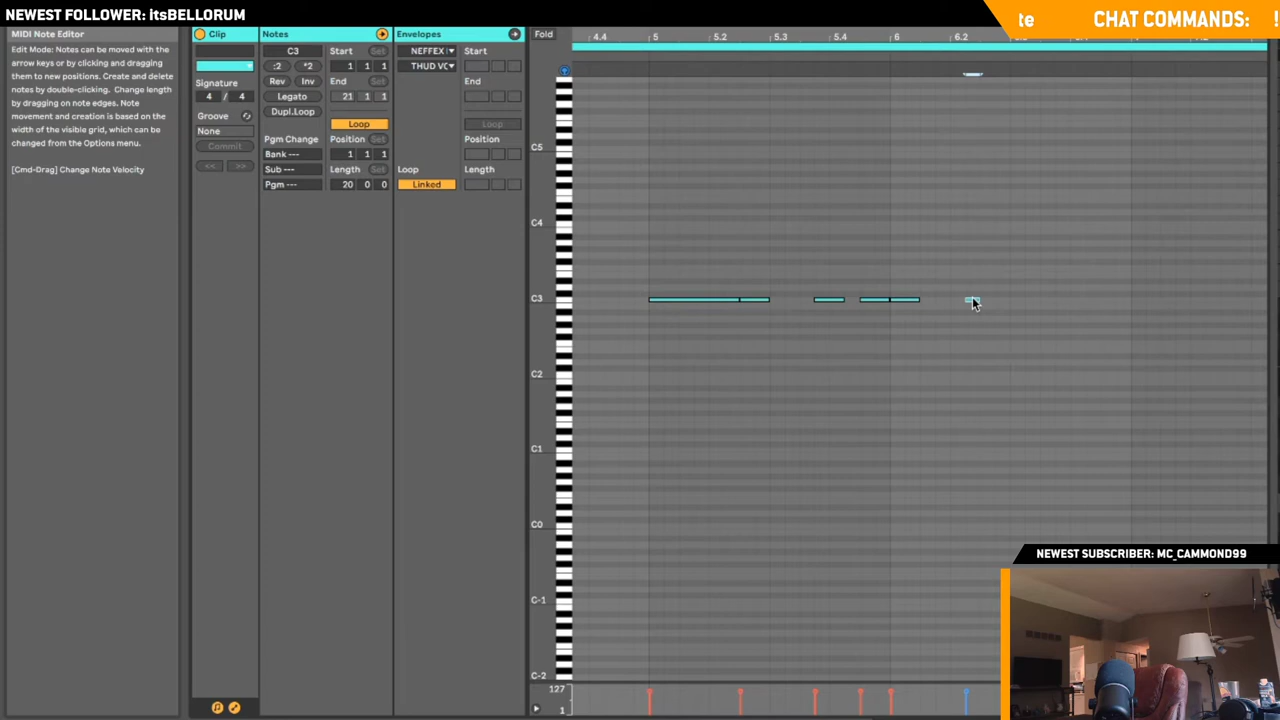 NEWEST FOLLOWER: itsBELLORUM
te
CHAT COMMANDS:
!
MIDI Note Editor
Edit Mode: Notes can be moved with the
arrow keys or by clicking and dragging
them to new positions. Create and delete
notes by double-clicking. Change length
by dragging on note edges. Note
movement and creation is based on the
width of the visible grid, which can be
changed from the Options menu.
[Cmd-Drag] Change Note Velocity
Clip
Signature
4 / 4
Groove
None
Commit
<< >>
Notes
C3
:2 *2
Rev Inv
Legato
Dupl.Loop
Pgm Change
Bank ---
Sub ---
Pgm ---
Start Set
1 1 1
End Set
21 1 1
Loop
Position Set
1 1 1
Length Set
20 0 0
Envelopes
NEFFEX
THUD VC
Loop
Linked
Start
End
Loop
Position
Length
Fold
4.4 5 5.2 5.3 5.4 6 6.2
C5
C4
C3
C2
C1
C0
C-1
C-2
127
1
NEWEST SUBSCRIBER: MC_CAMMOND99